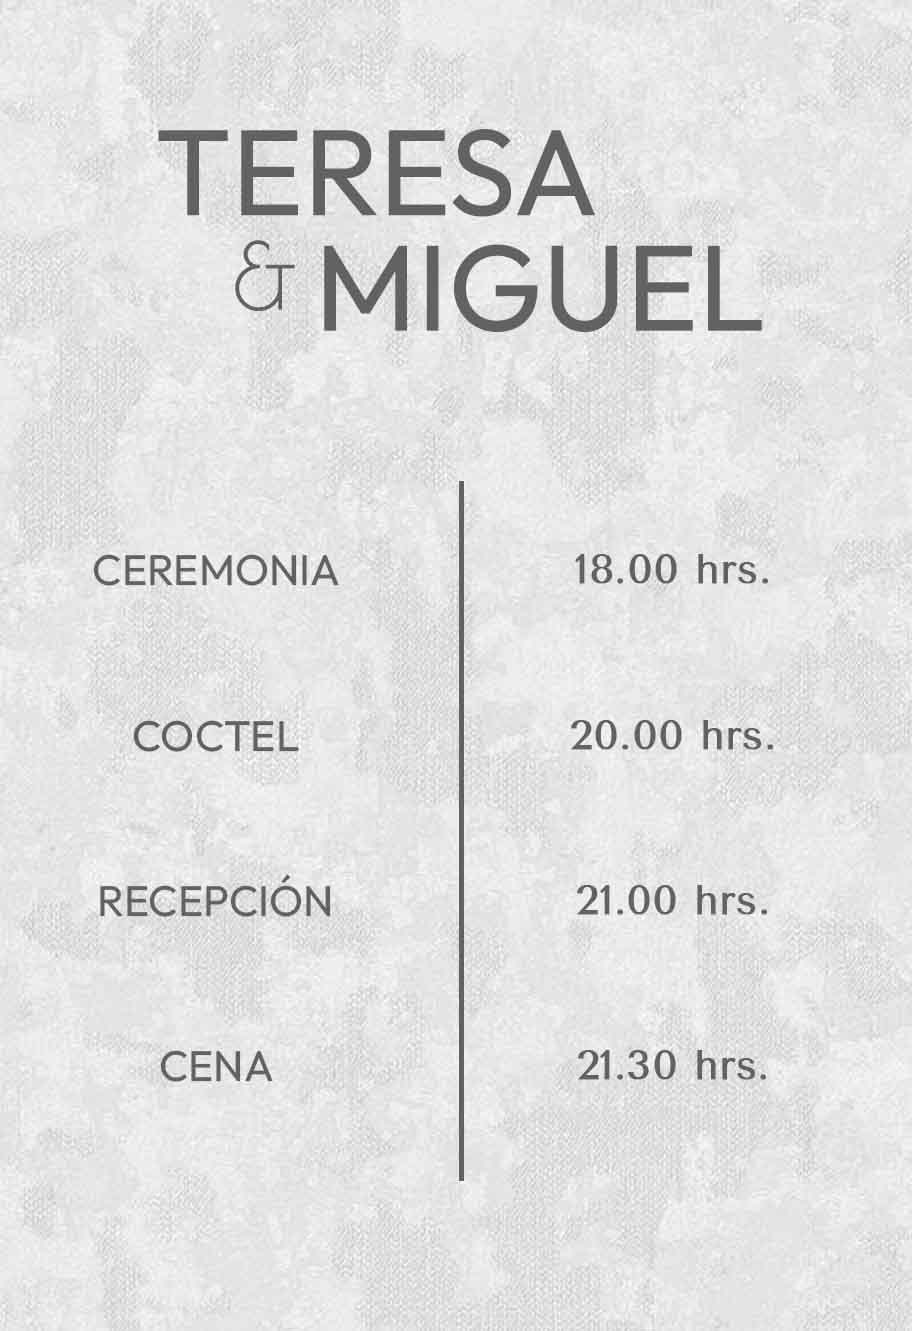 TERESA
& MIGUEL
CEREMONIA 18.00 hrs.
COCTEL 20.00 hrs.
RECEPCIÓN 21.00 hrs.
CENA 21.30 hrs.